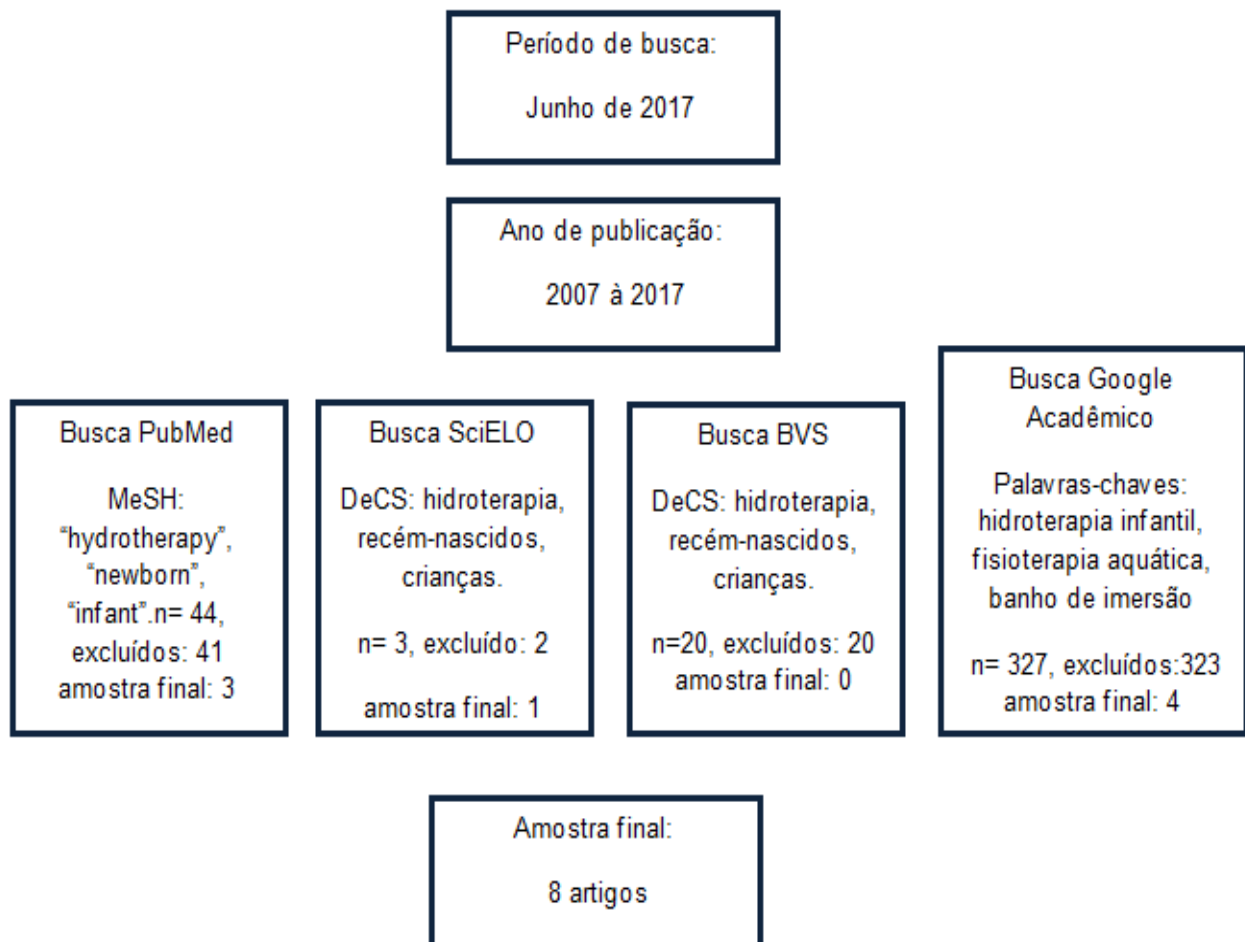 Período de busca:
Junho de 2017
Ano de publicação:
2007 à 2017
Busca PubMed
MeSH:
“hydrotherapy”,
“newborn”,
“infant”.n= 44,
excluídos: 41
amostra final: 3
Busca SciELO
DeCS: hidroterapia,
recém-nascidos,
crianças.
n= 3, excluído: 2
amostra final: 1
Busca BVS
DeCS: hidroterapia,
recém-nascidos,
crianças.
n=20, excluídos: 20
amostra final: 0
Busca Google
Acadêmico
Palavras-chaves:
hidroterapia infantil,
fisioterapia aquática,
banho de imersão
n= 327, excluídos:323
amostra final: 4
Amostra final:
8 artigos